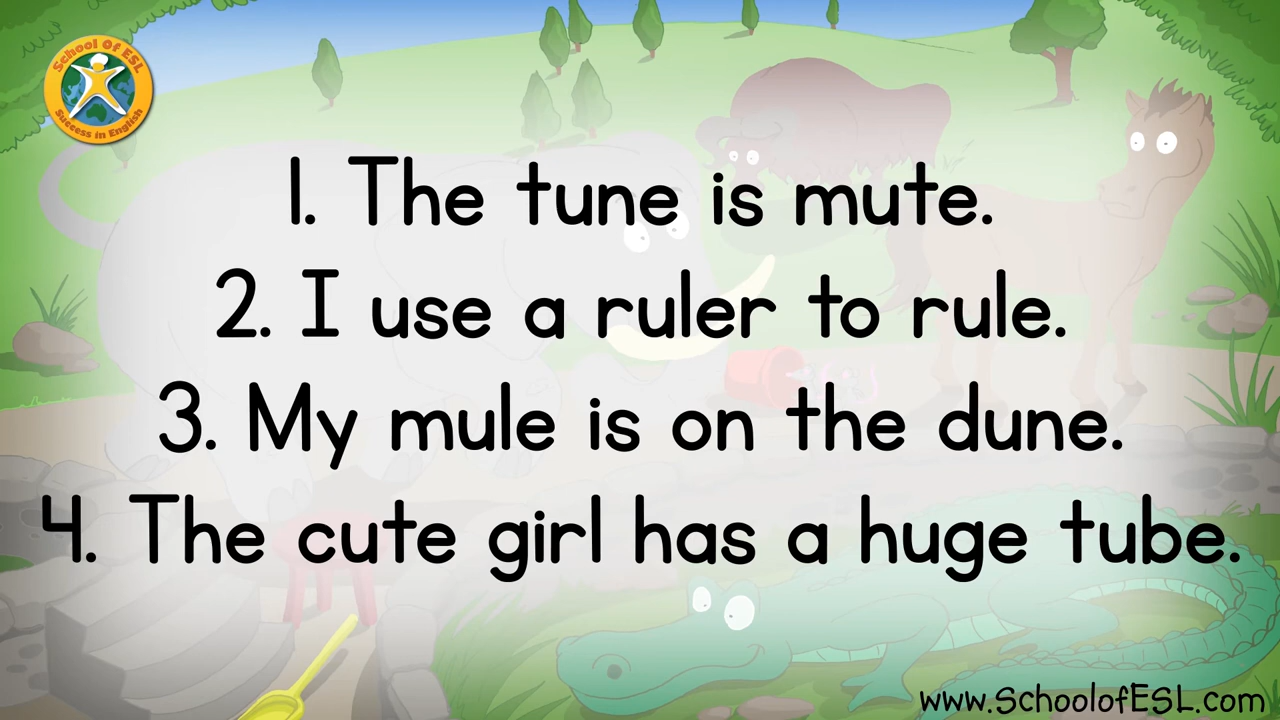 School Of ESL
Success in English
1. The tune is mute.
2. I use a ruler to rule.
3. My mule is on the dune.
4. The cute girl has a huge tube.
www.SchoolofESL.com